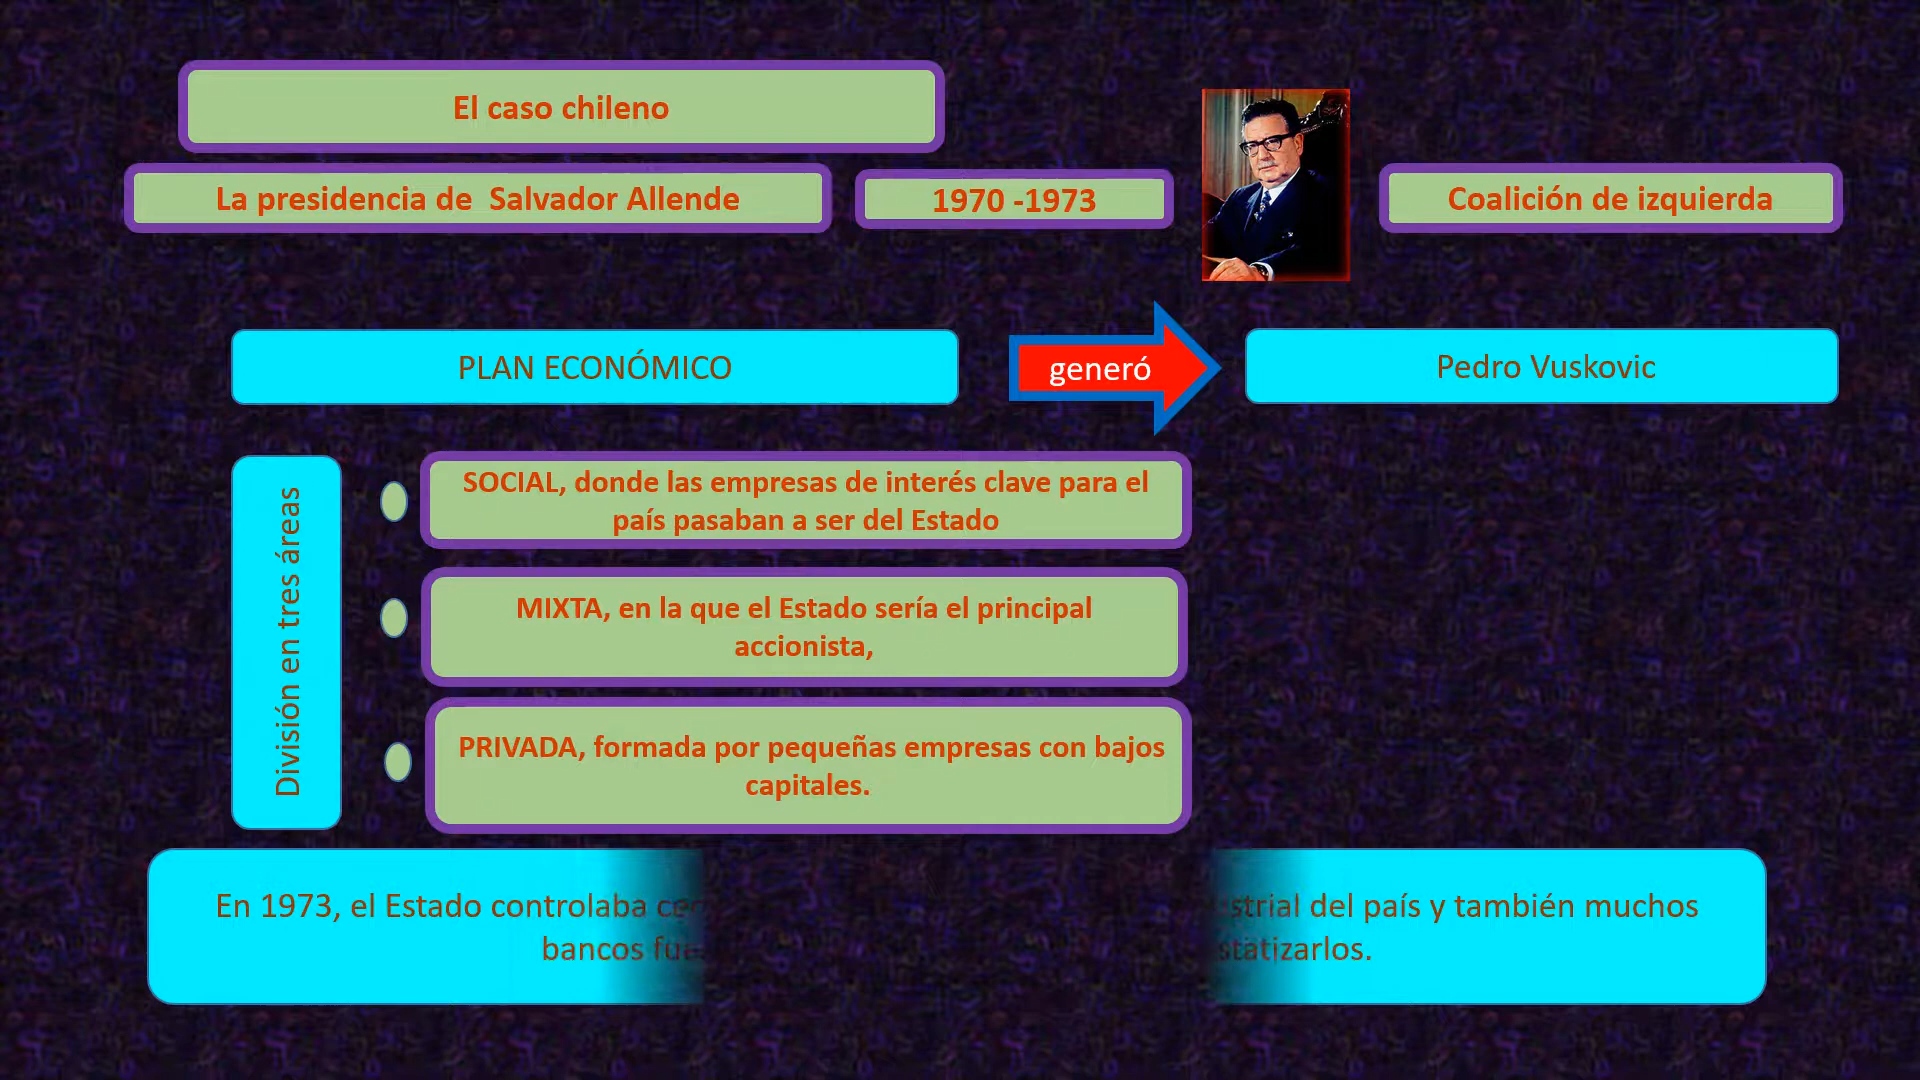 El caso chileno
La presidencia de  Salvador Allende
1970 -1973
Coalición de izquierda
PLAN ECONÓMICO
generó
Pedro Vuskovic
División en tres áreas
SOCIAL, donde las empresas de interés clave para el
país pasaban a ser del Estado
MIXTA, en la que el Estado sería el principal
accionista,
PRIVADA, formada por pequeñas empresas con bajos
capitales.
En 1973, el Estado controlaba del país y también muchos
bancos